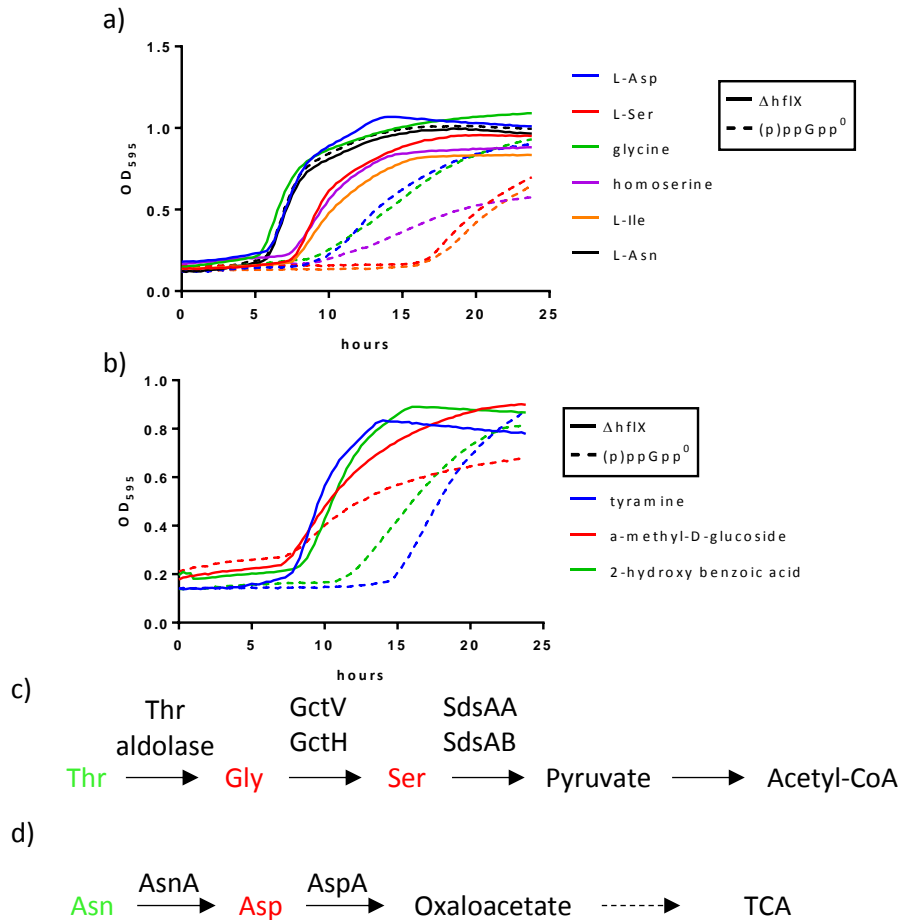 a)
1.5
1.0
0.5
0.0
OD595
0 5 10 15 20 25
hours
L-Asp
L-Ser
glycine
homoserine
L-Ile
L-Asn
ΔhflX
(p)ppGpp0
b)
1.0
0.8
0.6
0.4
0.2
0.0
OD595
0 5 10 15 20 25
hours
ΔhflX
(p)ppGpp0
tyramine
a-methyl-D-glucoside
2-hydroxy benzoic acid
c)
Thr GctV SdsAA
aldolase GctH SdsAB
Thr Gly Ser Pyruvate Acetyl-CoA
d)
AsnA AspA
Asn Asp Oxaloacetate TCA